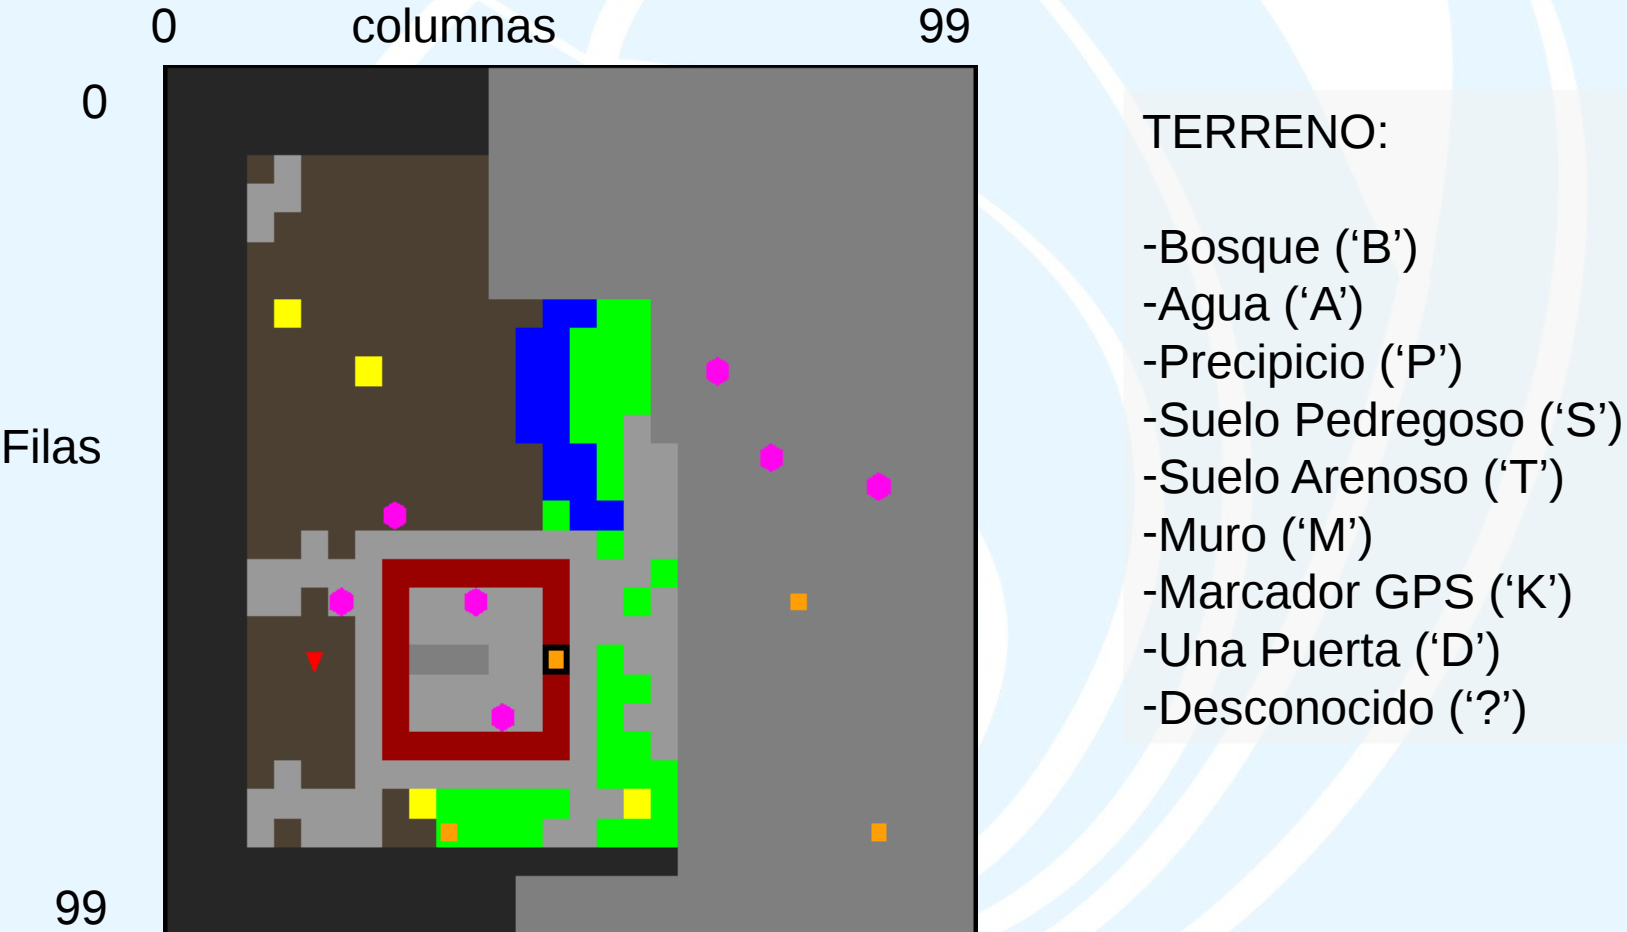 0 columnas 99
0
Filas
99
TERRENO:
-Bosque (‘B’)
-Agua (‘A’)
-Precipicio (‘P’)
-Suelo Pedregoso (‘S’)
-Suelo Arenoso (‘T’)
-Muro (‘M’)
-Marcador GPS (‘K’)
-Una Puerta (‘D’)
-Desconocido (‘?’)